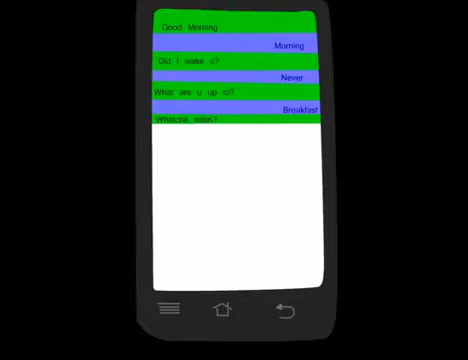 Good Morning
Morning
Did I wake u?
Never
What are u up to?
Breakfast
Whatcha eatin?